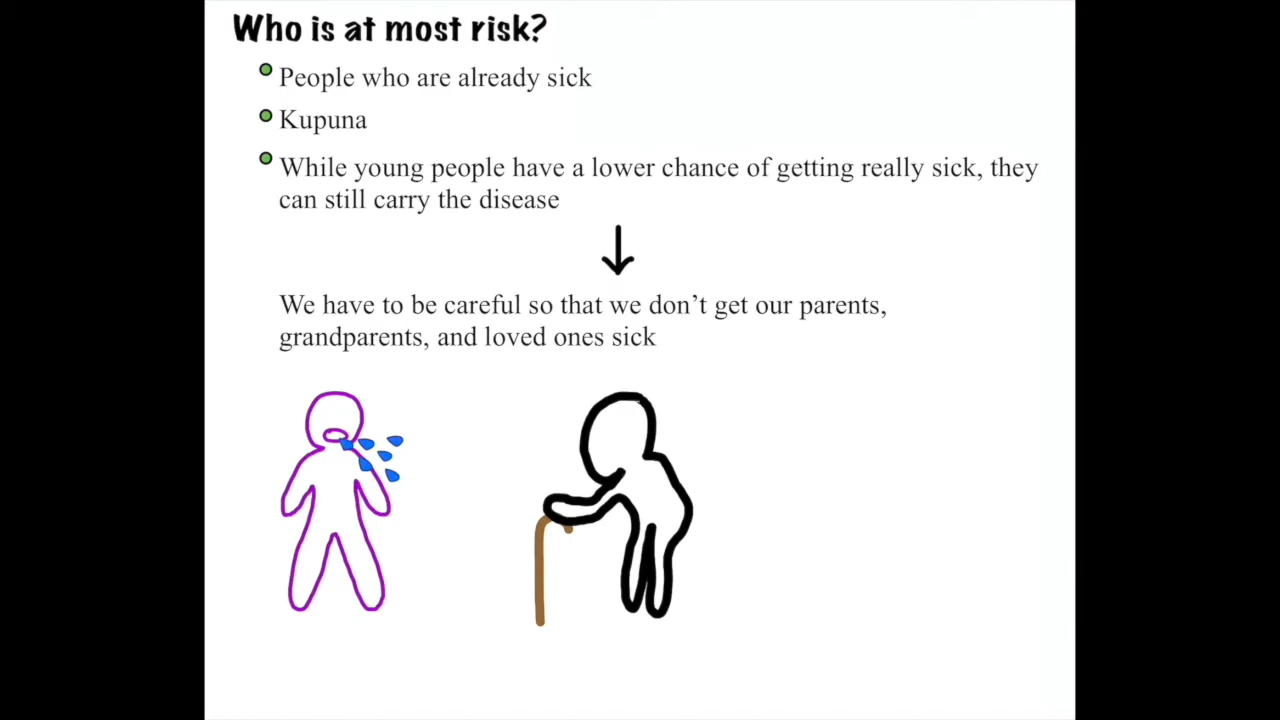 Who is at most risk?
People who are already sick
Kupuna
While young people have a lower chance of getting really sick, they
can still carry the disease
We have to be careful so that we don’t get our parents,
grandparents, and loved ones sick